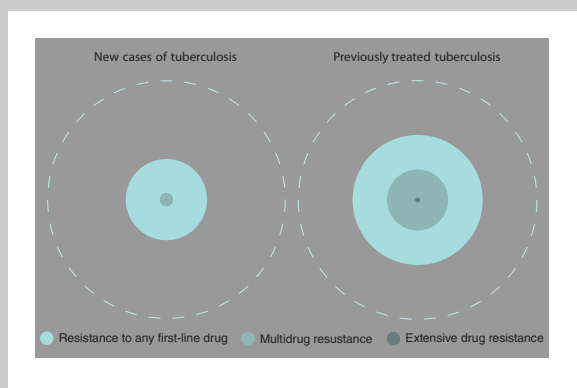 New cases of tuberculosis
Previously treated tuberculosis
Resistance to any first-line drug
Multidrug resustance
Extensive drug resistance